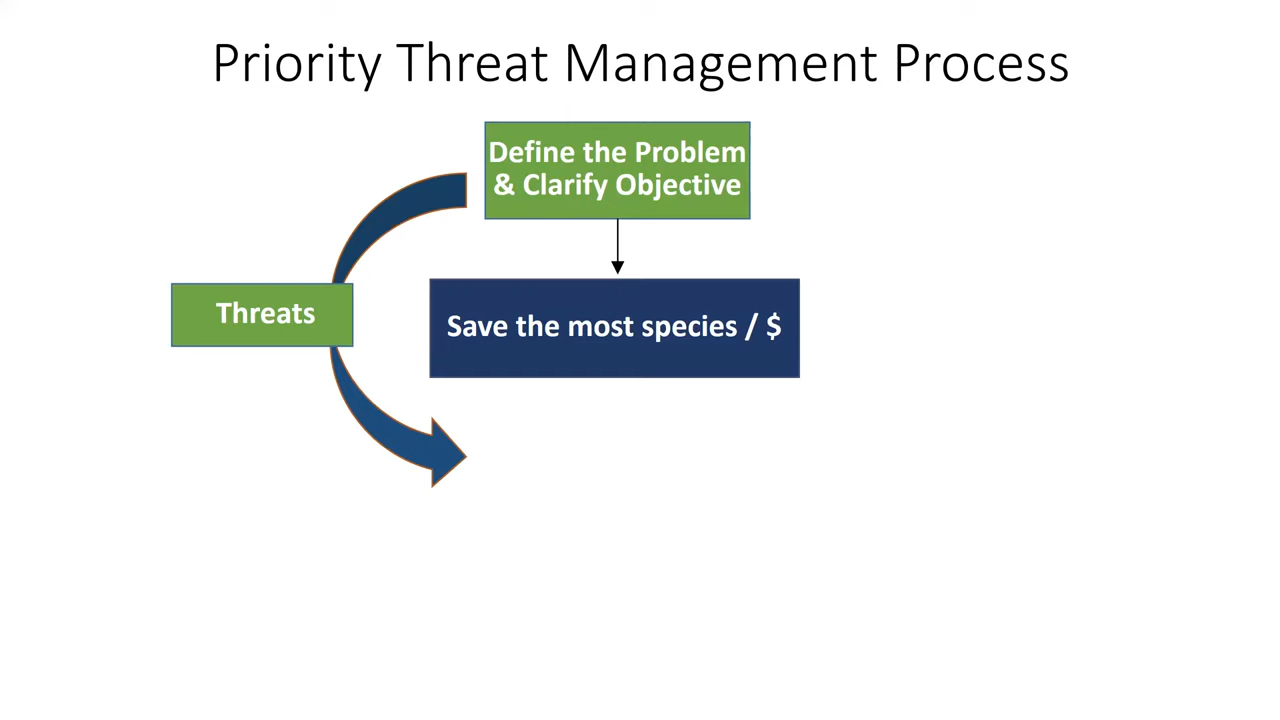 Priority Threat Management Process
Define the Problem
& Clarify Objective
Threats
Save the most species / $